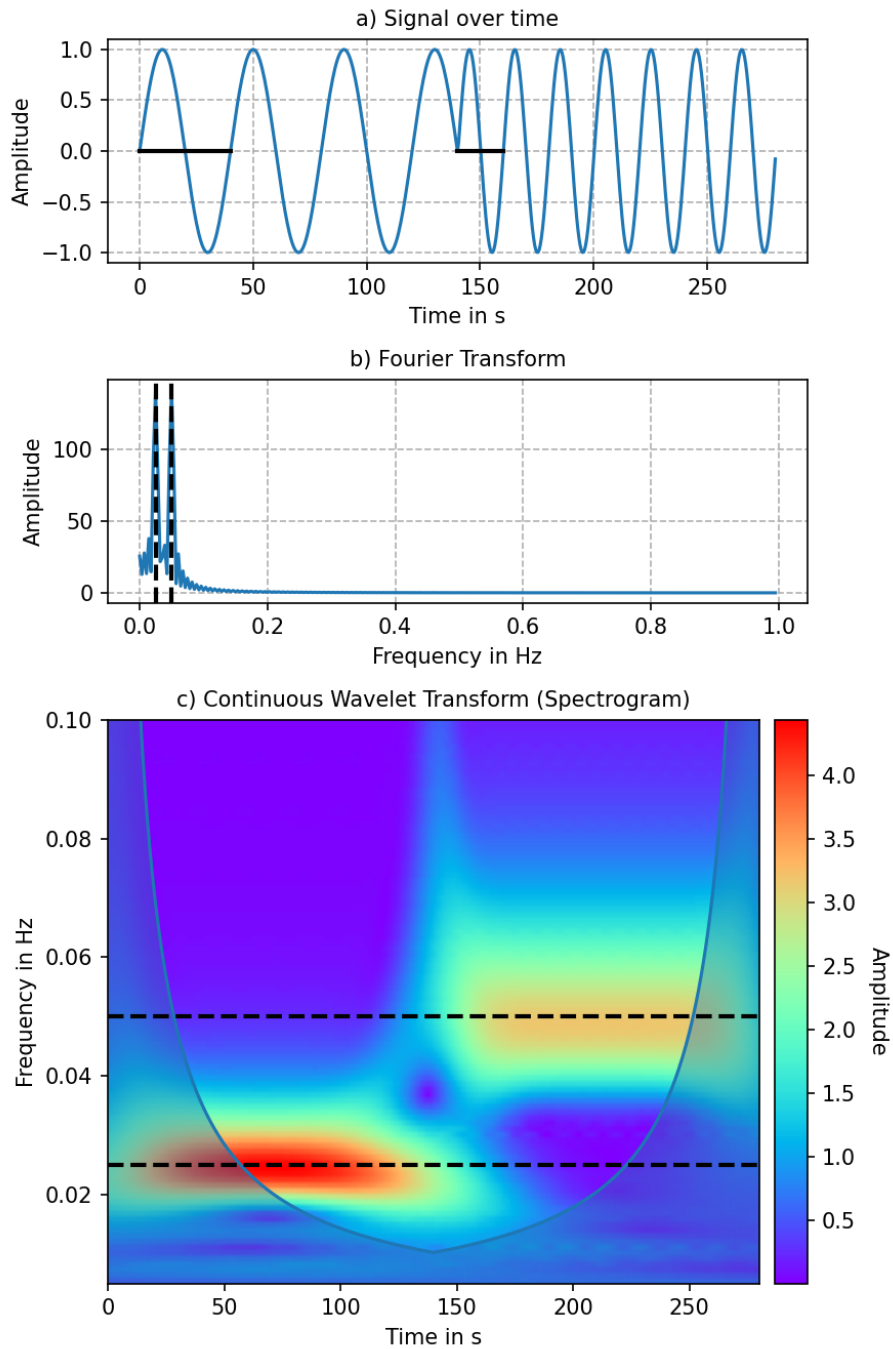 a) Signal over time
1.0
0.5
0.0
−0.5
−1.0
Amplitude
0 50 100 150 200 250
Time in s
b) Fourier Transform
100
50
0
Amplitude
0.0 0.2 0.4 0.6 0.8 1.0
Frequency in Hz
c) Continuous Wavelet Transform (Spectrogram)
0.10
0.08
0.06
0.04
0.02
Frequency in Hz
0 50 100 150 200 250
Time in s
4.0
3.5
3.0
2.5
2.0
1.5
1.0
0.5
Amplitude